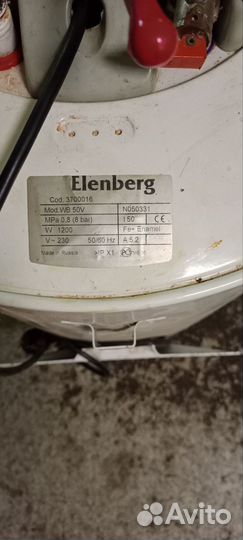 Elenberg
Cod. 3700016
Mod.WB 50V N050331
MPa 0,8 (8 bar) l 50 CE
W 1200 Fe+ Enamel
V~ 230 50/60 Hz A 5.2
Made in Russia IP X1
Avito